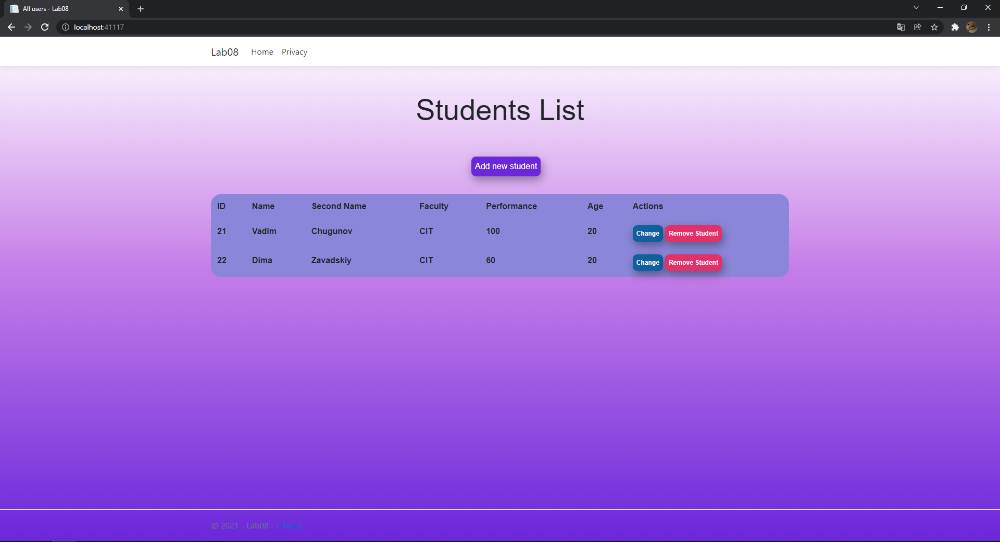 All users - Lab08
localhost:41117
Lab08 Home Privacy
Students List
Add new student
ID Name Second Name Faculty Performance Age Actions
21 Vadim Chugunov CIT 100 20 Change Remove Student
22 Dima Zavadskiy CIT 60 20 Change Remove Student
© 2021 - Lab08 - Privacy